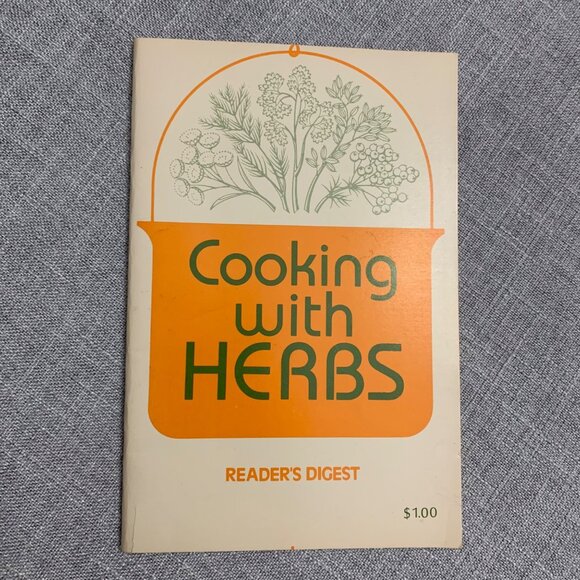 Cooking
with
HERBS
READER'S DIGEST
$1.00